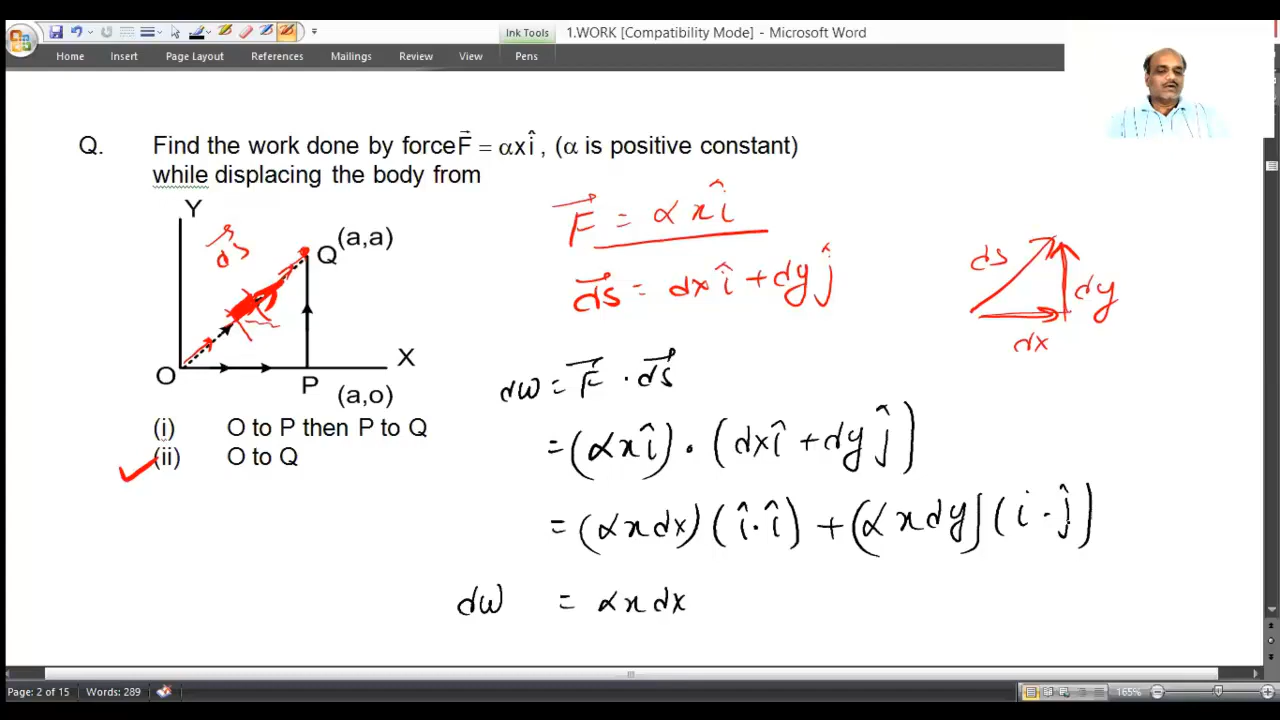 Ink Tools 1.WORK [Compatibility Mode] - Microsoft Word
Home Insert Page Layout References Mailings Review View Pens
Q. Find the work done by force F⃗ = αxî , (α is positive constant)
while displacing the body from
Y
Q (a,a)
d⃗s
O
P
X
(a,o)
(i) O to P then P to Q
(ii) O to Q
F⃗ = αxî
d⃗s = dxî + dyĵ
ds
dy
dx
dw = F⃗ · d⃗s
= (αxî) · (dxî + dyĵ)
= (αxdx)(î·î) + (αxdy)(i·ĵ)
dw = αxdx
Page: 2 of 15 Words: 289 165%